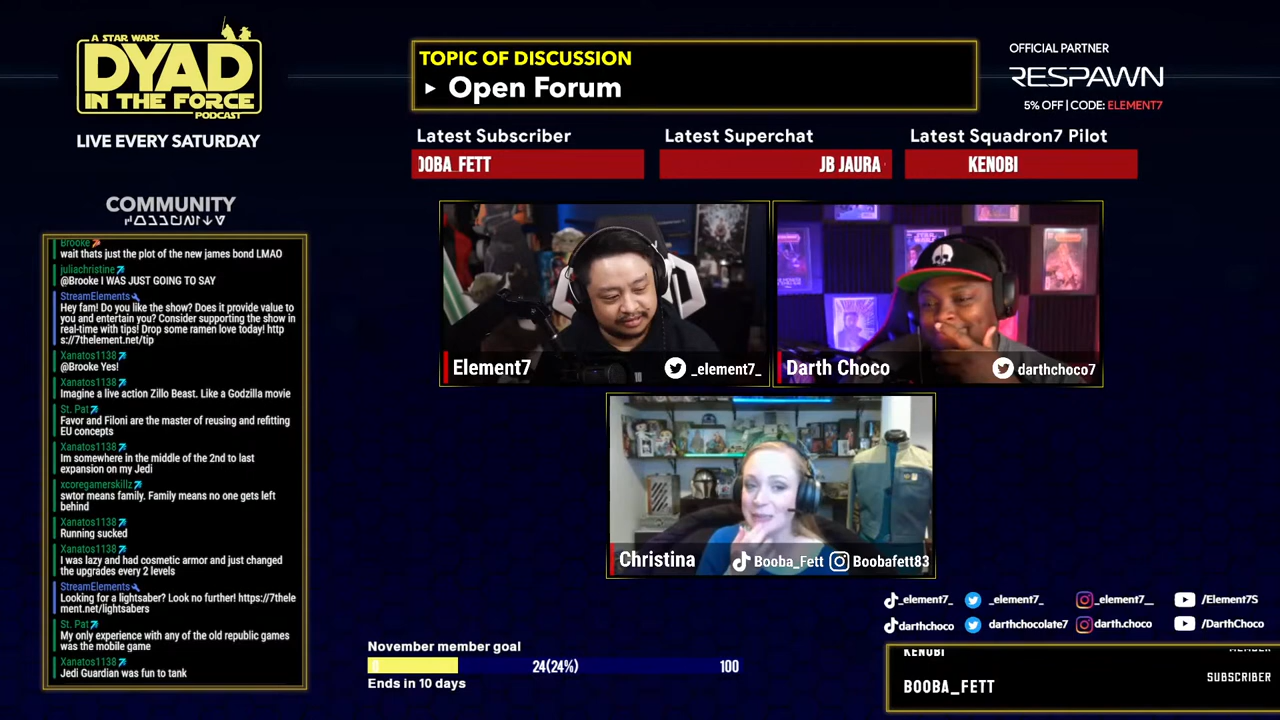 A STAR WARS
DYAD
IN THE FORCE
PODCAST
LIVE EVERY SATURDAY
TOPIC OF DISCUSSION
Open Forum
OFFICIAL PARTNER
RESPAWN
5% OFF | CODE: ELEMENT7
Latest Subscriber
OOBA_FETT
Latest Superchat
JB JAURA
Latest Squadron7 Pilot
KENOBI
COMMUNITY
Brooke
wait thats just the plot of the new james bond LMAO
juliachristine
@Brooke I WAS JUST GOING TO SAY
StreamElements
Hey fam! Do you like the show? Does it provide value to
you and entertain you? Consider supporting the show in
real-time with tips! Drop some ramen love today! http
s://7thelement.net/tip
Xanatos1138
@Brooke Yes!
Xanatos1138
Imagine a live action Zillo Beast. Like a Godzilla movie
St. Pat
Favor and Filoni are the master of reusing and refitting
EU concepts
Xanatos1138
Im somewhere in the middle of the 2nd to last
expansion on my Jedi
xcoregamerskillz
swtor means family. Family means no one gets left
behind
Xanatos1138
Running sucked
Xanatos1138
I was lazy and had cosmetic armor and just changed
the upgrades every 2 levels
StreamElements
Looking for a lightsaber? Look no further! https://7thele
ment.net/lightsabers
St. Pat
My only experience with any of the old republic games
was the mobile game
Xanatos1138
Jedi Guardian was fun to tank
Element7
_element7_
Darth Choco
darthchoco7
Christina
Booba_Fett
Boobafett83
_element7_
_element7_
_element7__
/Element7S
darthchoco
darthchocolate7
darth.choco
/DarthChoco
November member goal
0
24(24%)
100
Ends in 10 days
KENOBI
MEMBER
BOOBA_FETT
SUBSCRIBER